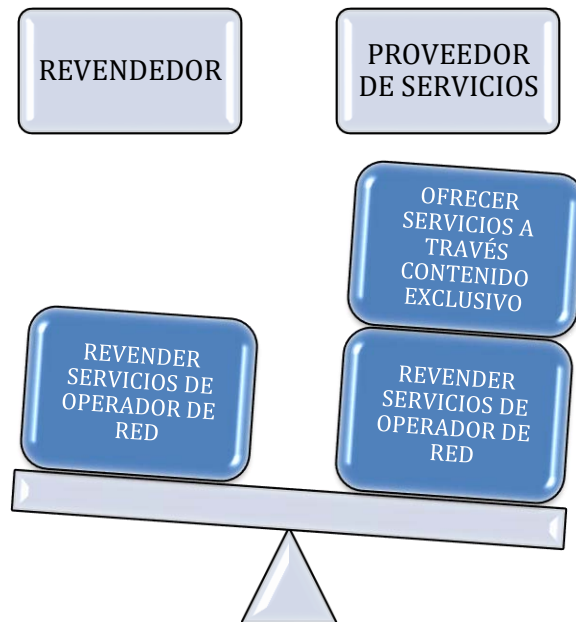 REVENDEDOR
PROVEEDOR
DE SERVICIOS
OFRECER
SERVICIOS A
TRAVÉS
CONTENIDO
EXCLUSIVO
REVENDER
SERVICIOS DE
OPERADOR DE
RED
REVENDER
SERVICIOS DE
OPERADOR DE
RED